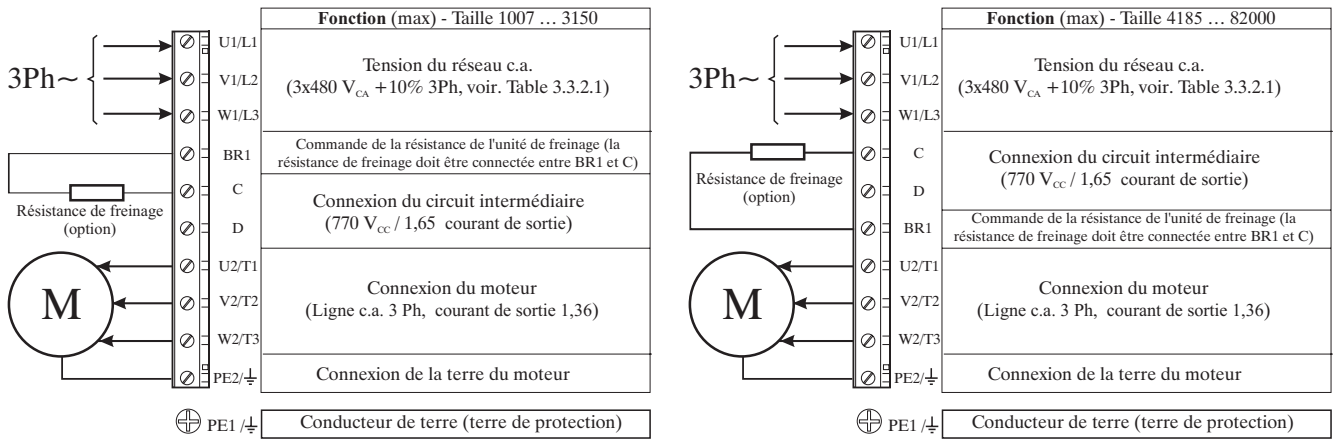 Fonction (max) - Taille 1007 … 3150
3Ph~
U1/L1
V1/L2
W1/L3
Tension du réseau c.a.
(3x480 VCA +10% 3Ph, voir. Table 3.3.2.1)
BR1
Commande de la résistance de l'unité de freinage (la
résistance de freinage doit être connectée entre BR1 et C)
C
D
Connexion du circuit intermédiaire
(770 VCC / 1,65 courant de sortie)
Résistance de freinage
(option)
M
U2/T1
V2/T2
W2/T3
Connexion du moteur
(Ligne c.a. 3 Ph, courant de sortie 1,36)
PE2/⏚
Connexion de la terre du moteur
PE1 /⏚
Conducteur de terre (terre de protection)
Fonction (max) - Taille 4185 … 82000
3Ph~
U1/L1
V1/L2
W1/L3
Tension du réseau c.a.
(3x480 VCA +10% 3Ph, voir. Table 3.3.2.1)
C
D
Connexion du circuit intermédiaire
(770 VCC / 1,65 courant de sortie)
Résistance de freinage
(option)
BR1
Commande de la résistance de l'unité de freinage (la
résistance de freinage doit être connectée entre BR1 et C)
M
U2/T1
V2/T2
W2/T3
Connexion du moteur
(Ligne c.a. 3 Ph, courant de sortie 1,36)
PE2/⏚
Connexion de la terre du moteur
PE1 /⏚
Conducteur de terre (terre de protection)